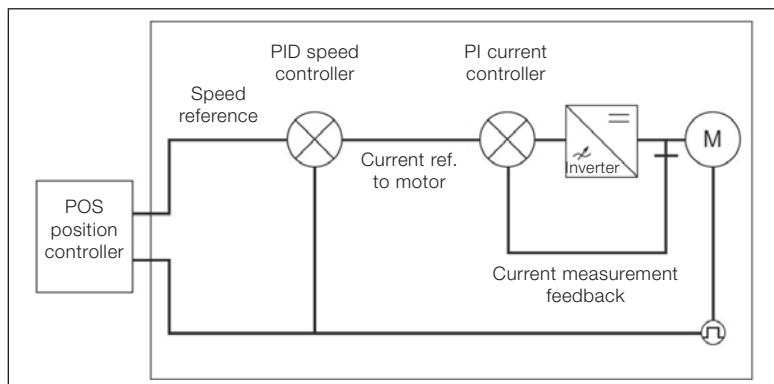 PID speed
controller
PI current
controller
Speed
reference
M
Inverter
Current ref.
to motor
POS
position
controller
Current measurement
feedback